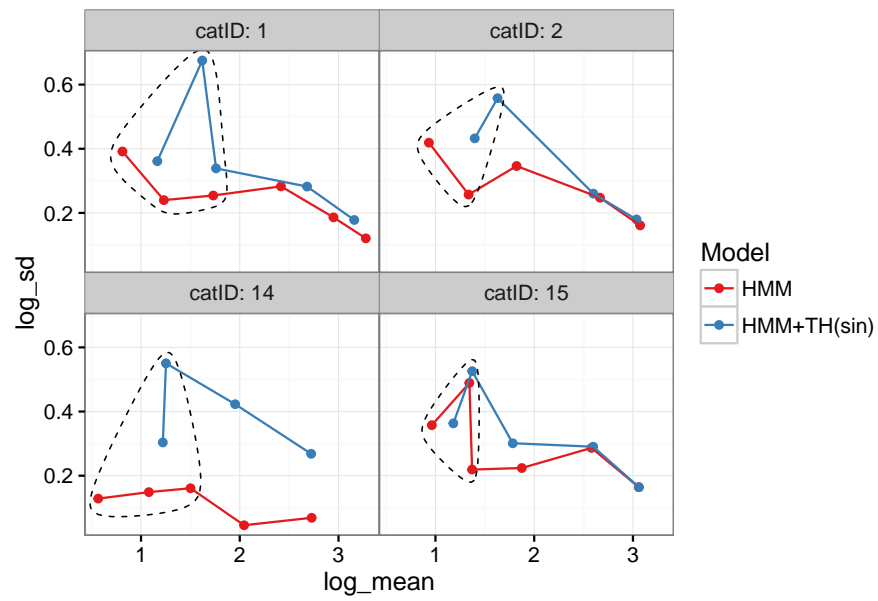 catID: 1
catID: 2
0.6
0.4
0.2
log_sd
Model
HMM
HMM+TH(sin)
catID: 14
catID: 15
0.6
0.4
0.2
1
2
3
1
2
3
log_mean